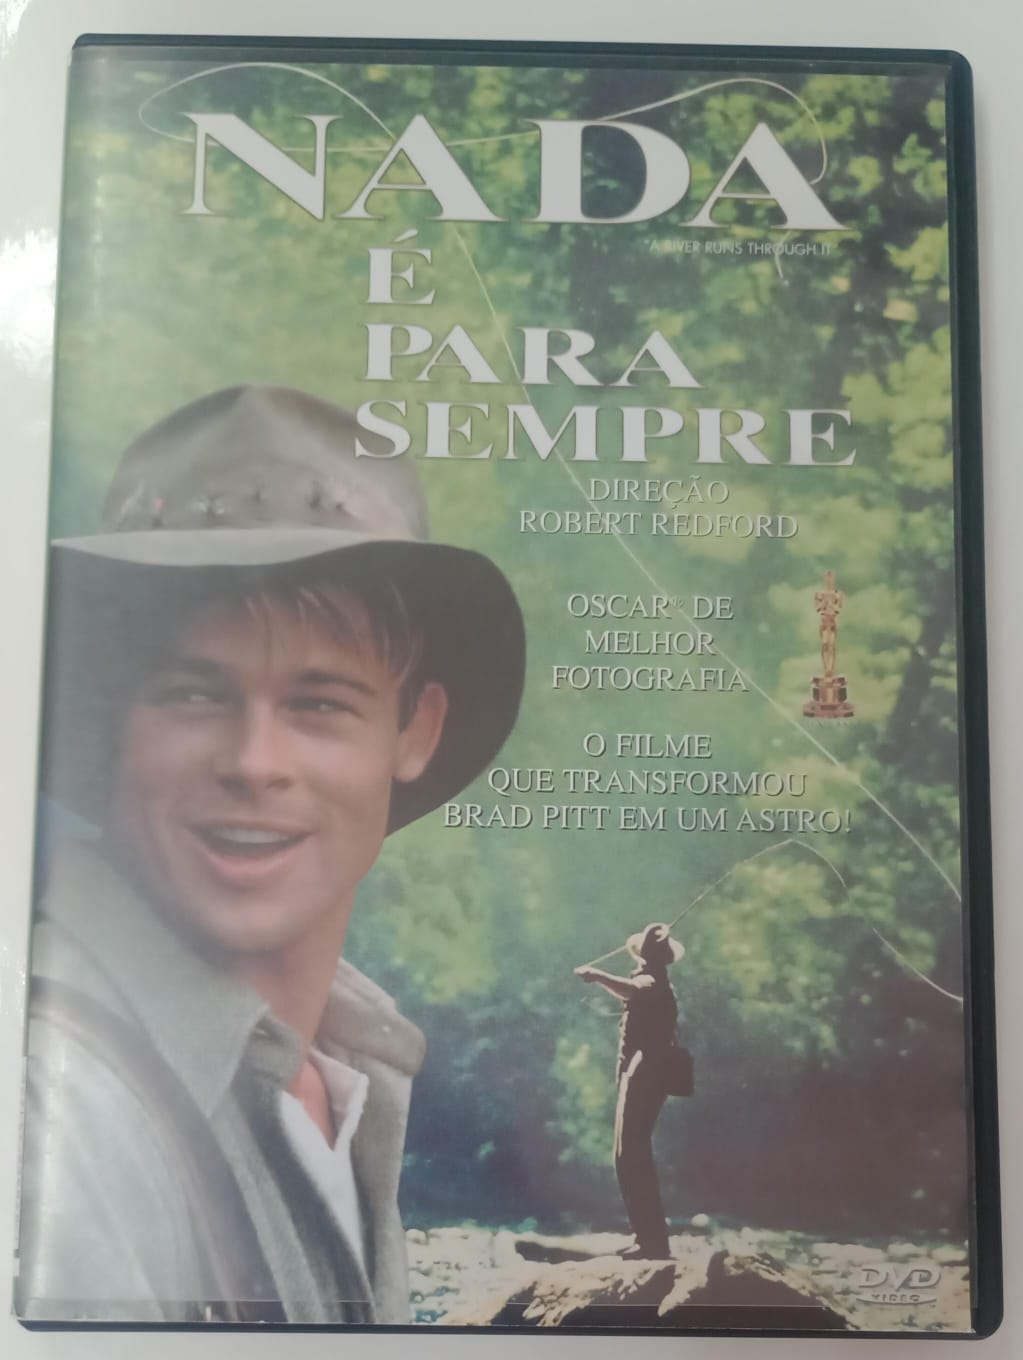 NADA
"A RIVER RUNS THROUGH IT"
É
PARA
SEMPRE
DIREÇÃO
ROBERT REDFORD
OSCAR DE
MELHOR
FOTOGRAFIA
O FILME
QUE TRANSFORMOU
BRAD PITT EM UM ASTRO!
DVD
VIDEO